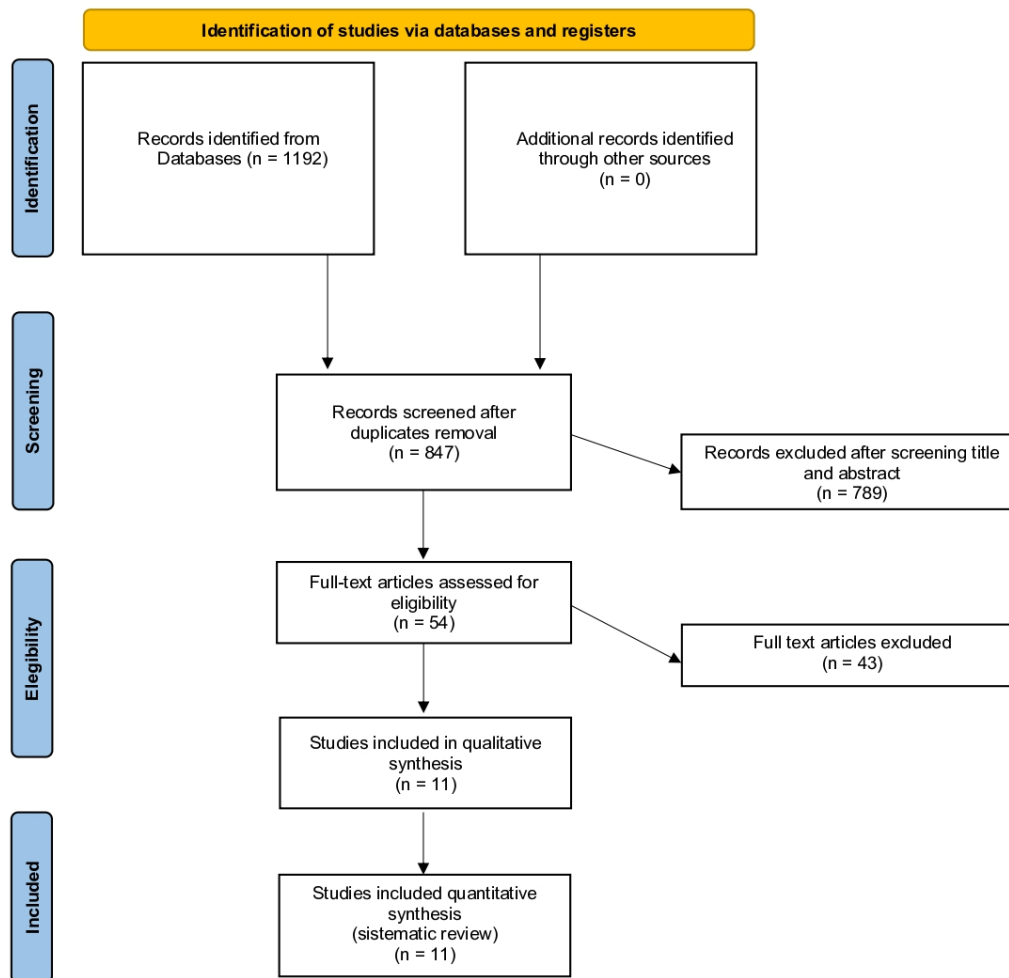 Identification of studies via databases and registers
Identification
Records identified from
Databases (n = 1192)
Additional records identified
through other sources
(n = 0)
Screening
Records screened after
duplicates removal
(n = 847)
Records excluded after screening title
and abstract
(n = 789)
Elegibility
Full-text articles assessed for
eligibility
(n = 54)
Full text articles excluded
(n = 43)
Studies included in qualitative
synthesis
(n = 11)
Included
Studies included quantitative
synthesis
(sistematic review)
(n = 11)